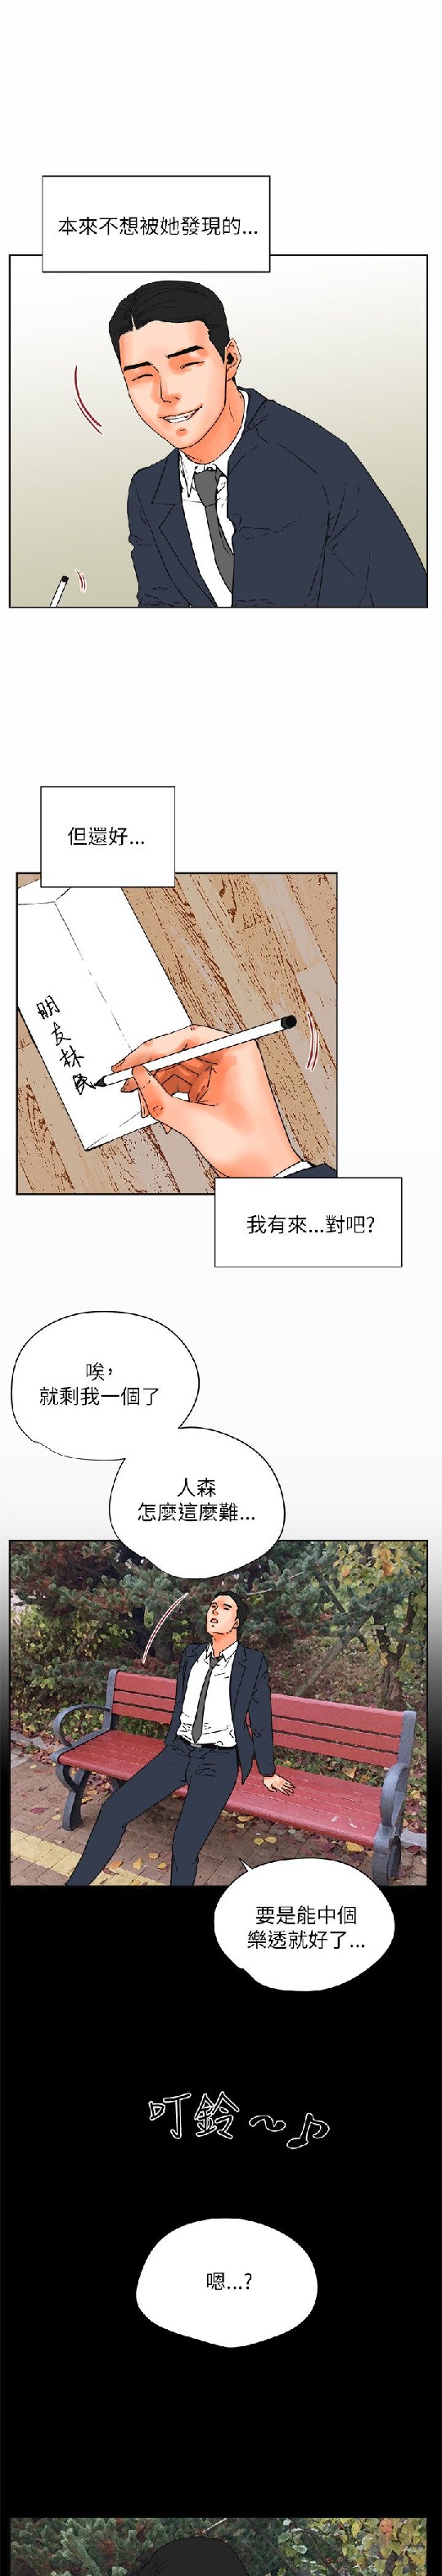 本來不想被她發現的...
但還好...
朋友林民
我有來...對吧?
唉，
就剩我一個了
人森
怎麼這麼難...
要是能中個
樂透就好了...
叮鈴～♪
嗯...?